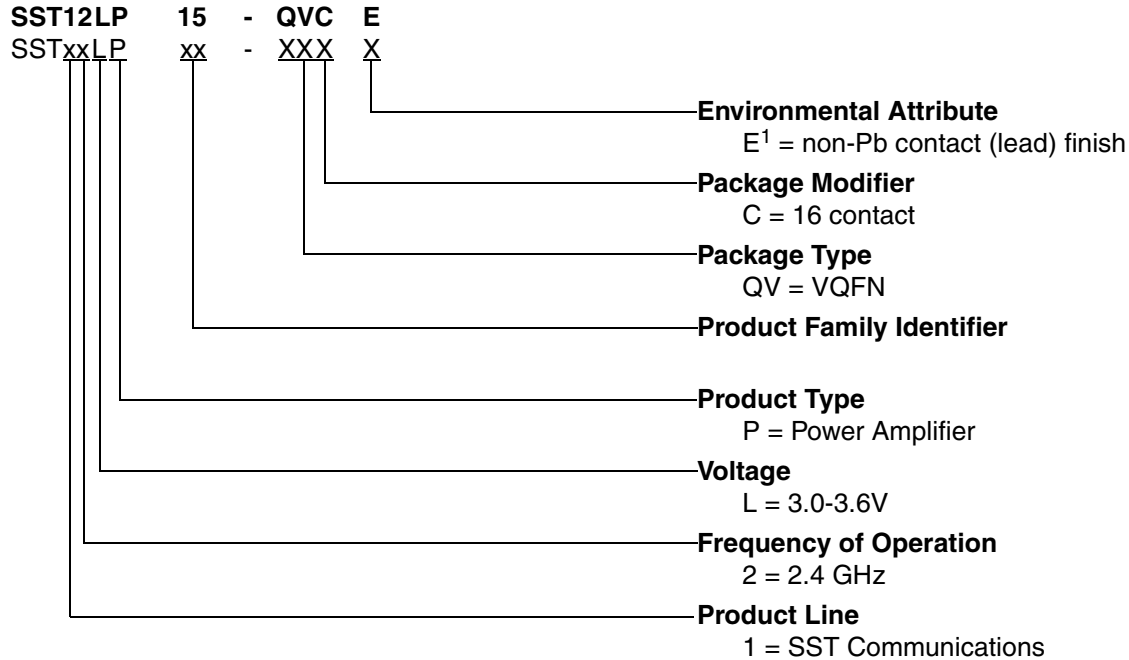 SST12LP 15 - QVC E
SSTxxLP xx - XXX X
Environmental Attribute
E1 = non-Pb contact (lead) finish
Package Modifier
C = 16 contact
Package Type
QV = VQFN
Product Family Identifier
Product Type
P = Power Amplifier
Voltage
L = 3.0-3.6V
Frequency of Operation
2 = 2.4 GHz
Product Line
1 = SST Communications